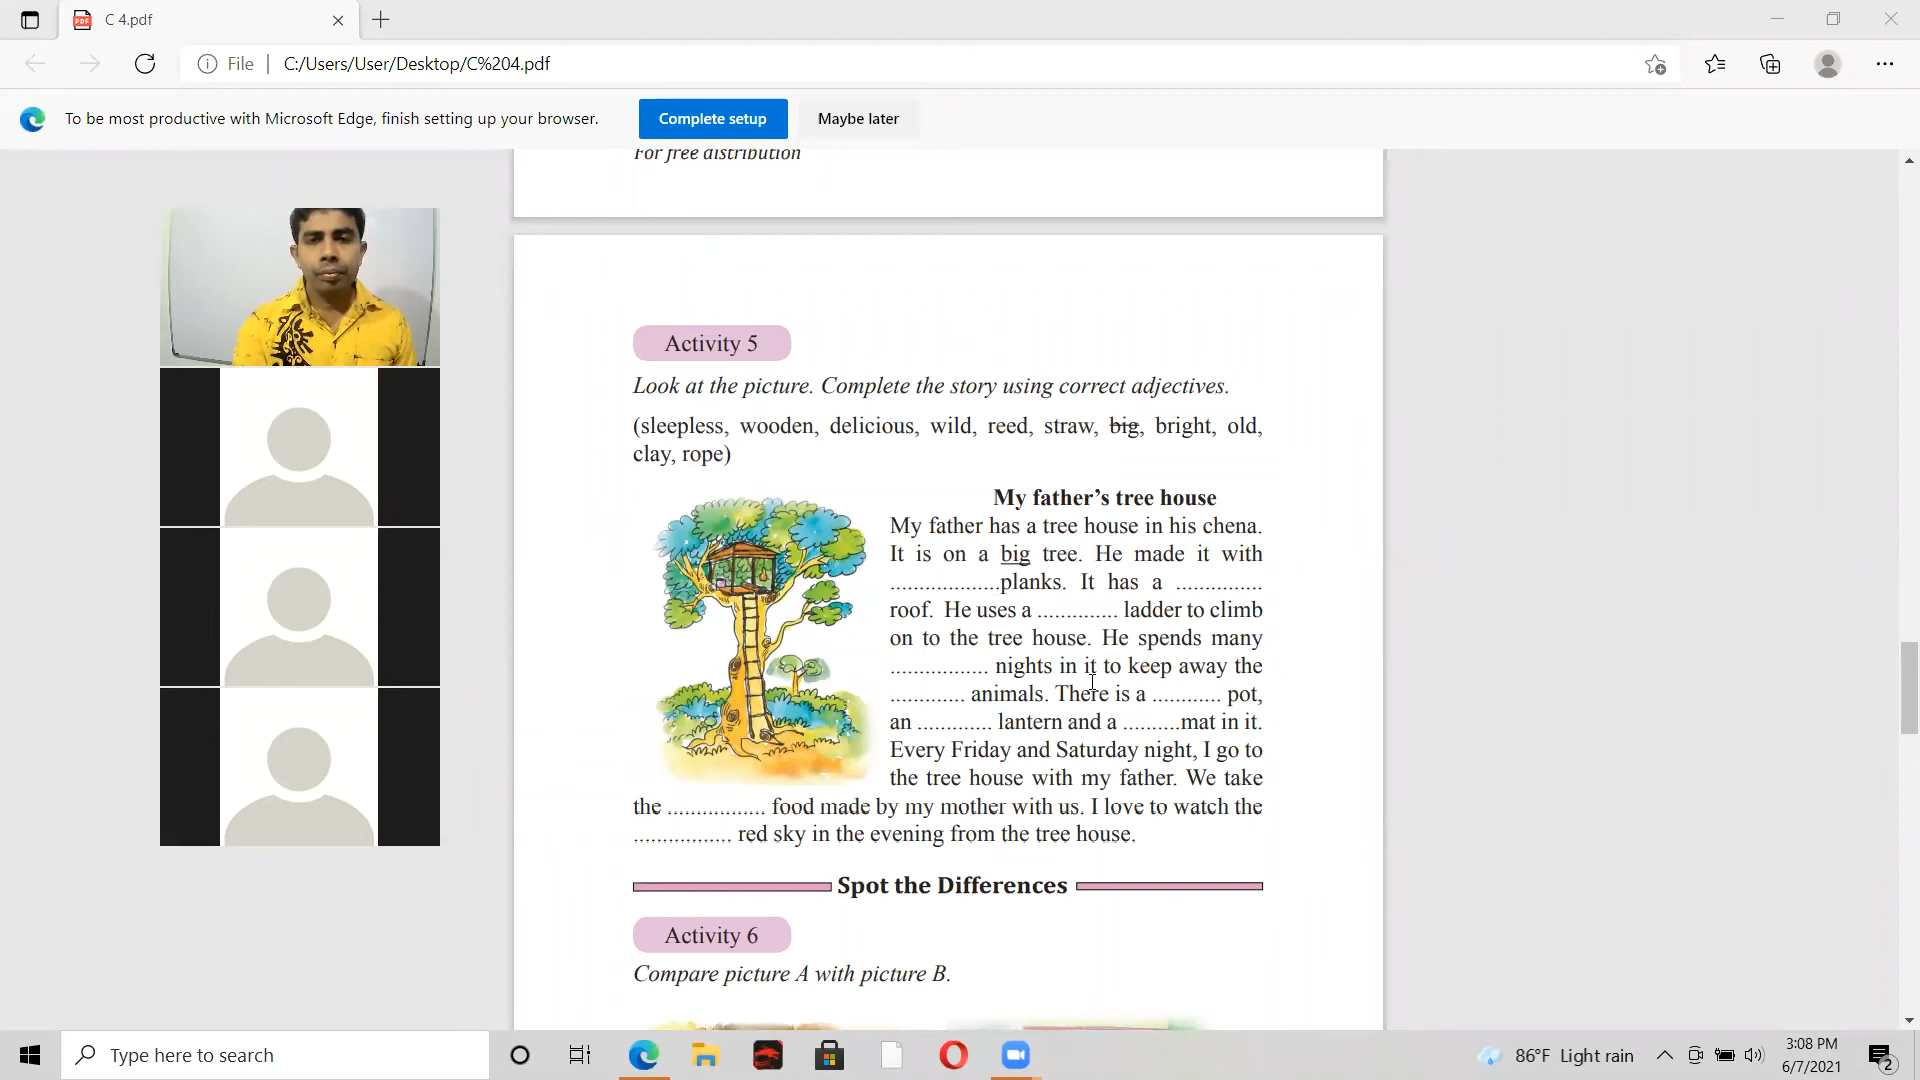 C 4.pdf
File
C:/Users/User/Desktop/C%204.pdf
To be most productive with Microsoft Edge, finish setting up your browser.
Complete setup
Maybe later
For free distribution
Activity 5
Look at the picture. Complete the story using correct adjectives.
(sleepless, wooden, delicious, wild, reed, straw, big, bright, old,
clay, rope)
My father’s tree house
My father has a tree house in his chena.
It is on a big tree. He made it with
...................planks. It has a ...............
roof. He uses a .............. ladder to climb
on to the tree house. He spends many
................. nights in it to keep away the
............. animals. There is a ............ pot,
an ............. lantern and a ..........mat in it.
Every Friday and Saturday night, I go to
the tree house with my father. We take
the ................. food made by my mother with us. I love to watch the
................. red sky in the evening from the tree house.
Spot the Differences
Activity 6
Compare picture A with picture B.
Type here to search
86°F Light rain
3:08 PM
6/7/2021
2